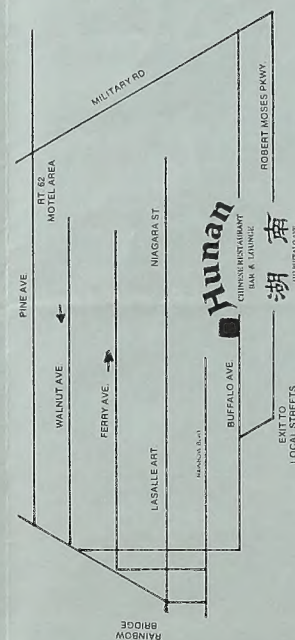 MILITARY RD
PINE AVE.
RT. 62
MOTEL AREA
WALNUT AVE.
FERRY AVE.
NIAGARA ST
LASALLE ART
BUFFALO AVE
Hunan
CHINESE RESTAURANT
BAR & LOUNGE
湖南
ROBERT MOSES PKWY.
EXIT TO
LOCAL STREETS
RAINBOW
BRIDGE